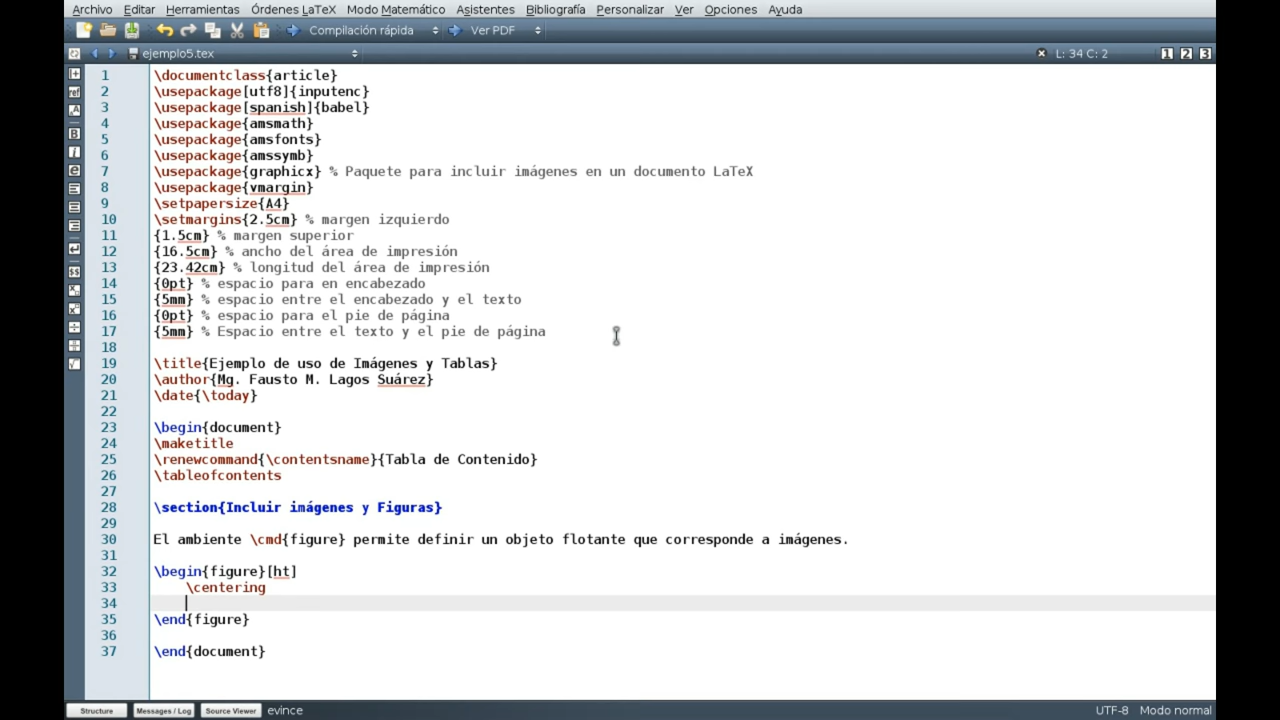 Archivo Editar Herramientas Órdenes LaTeX Modo Matemático Asistentes Bibliografía Personalizar Ver Opciones Ayuda
Compilación rápida Ver PDF
ejemplo5.tex L: 34 C: 2 1 2 3
1 \documentclass{article}
2 \usepackage[utf8]{inputenc}
3 \usepackage[spanish]{babel}
4 \usepackage{amsmath}
5 \usepackage{amsfonts}
6 \usepackage{amssymb}
7 \usepackage{graphicx} % Paquete para incluir imágenes en un documento LaTeX
8 \usepackage{vmargin}
9 \setpapersize{A4}
10 \setmargins{2.5cm} % margen izquierdo
11 {1.5cm} % margen superior
12 {16.5cm} % ancho del área de impresión
13 {23.42cm} % longitud del área de impresión
14 {0pt} % espacio para en encabezado
15 {5mm} % espacio entre el encabezado y el texto
16 {0pt} % espacio para el pie de página
17 {5mm} % Espacio entre el texto y el pie de página
18
19 \title{Ejemplo de uso de Imágenes y Tablas}
20 \author{Mg. Fausto M. Lagos Suárez}
21 \date{\today}
22
23 \begin{document}
24 \maketitle
25 \renewcommand{\contentsname}{Tabla de Contenido}
26 \tableofcontents
27
28 \section{Incluir imágenes y Figuras}
29
30 El ambiente \cmd{figure} permite definir un objeto flotante que corresponde a imágenes.
31
32 \begin{figure}[ht]
33 \centering
34
35 \end{figure}
36
37 \end{document}
Structure Messages / Log Source Viewer evince UTF-8 Modo normal